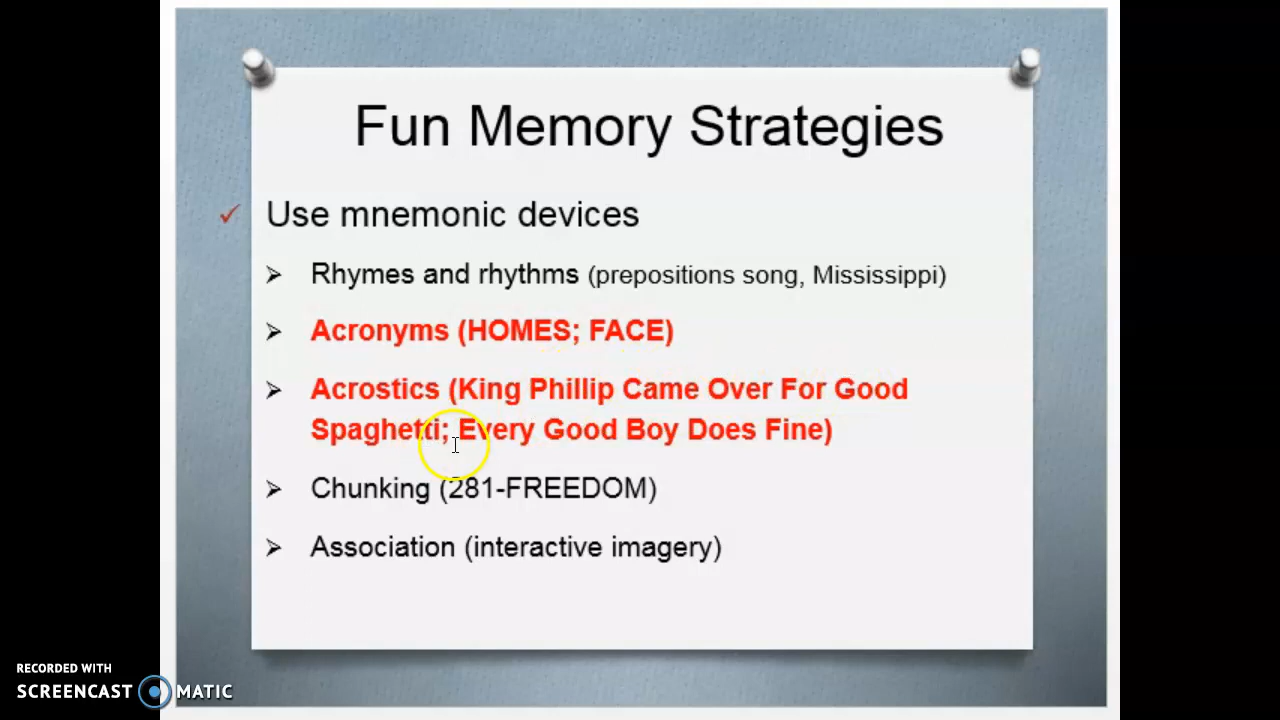 Fun Memory Strategies
Use mnemonic devices
Rhymes and rhythms (prepositions song, Mississippi)
Acronyms (HOMES; FACE)
Acrostics (King Phillip Came Over For Good
Spaghetti; Every Good Boy Does Fine)
Chunking (281-FREEDOM)
Association (interactive imagery)
RECORDED WITH
SCREENCAST MATIC